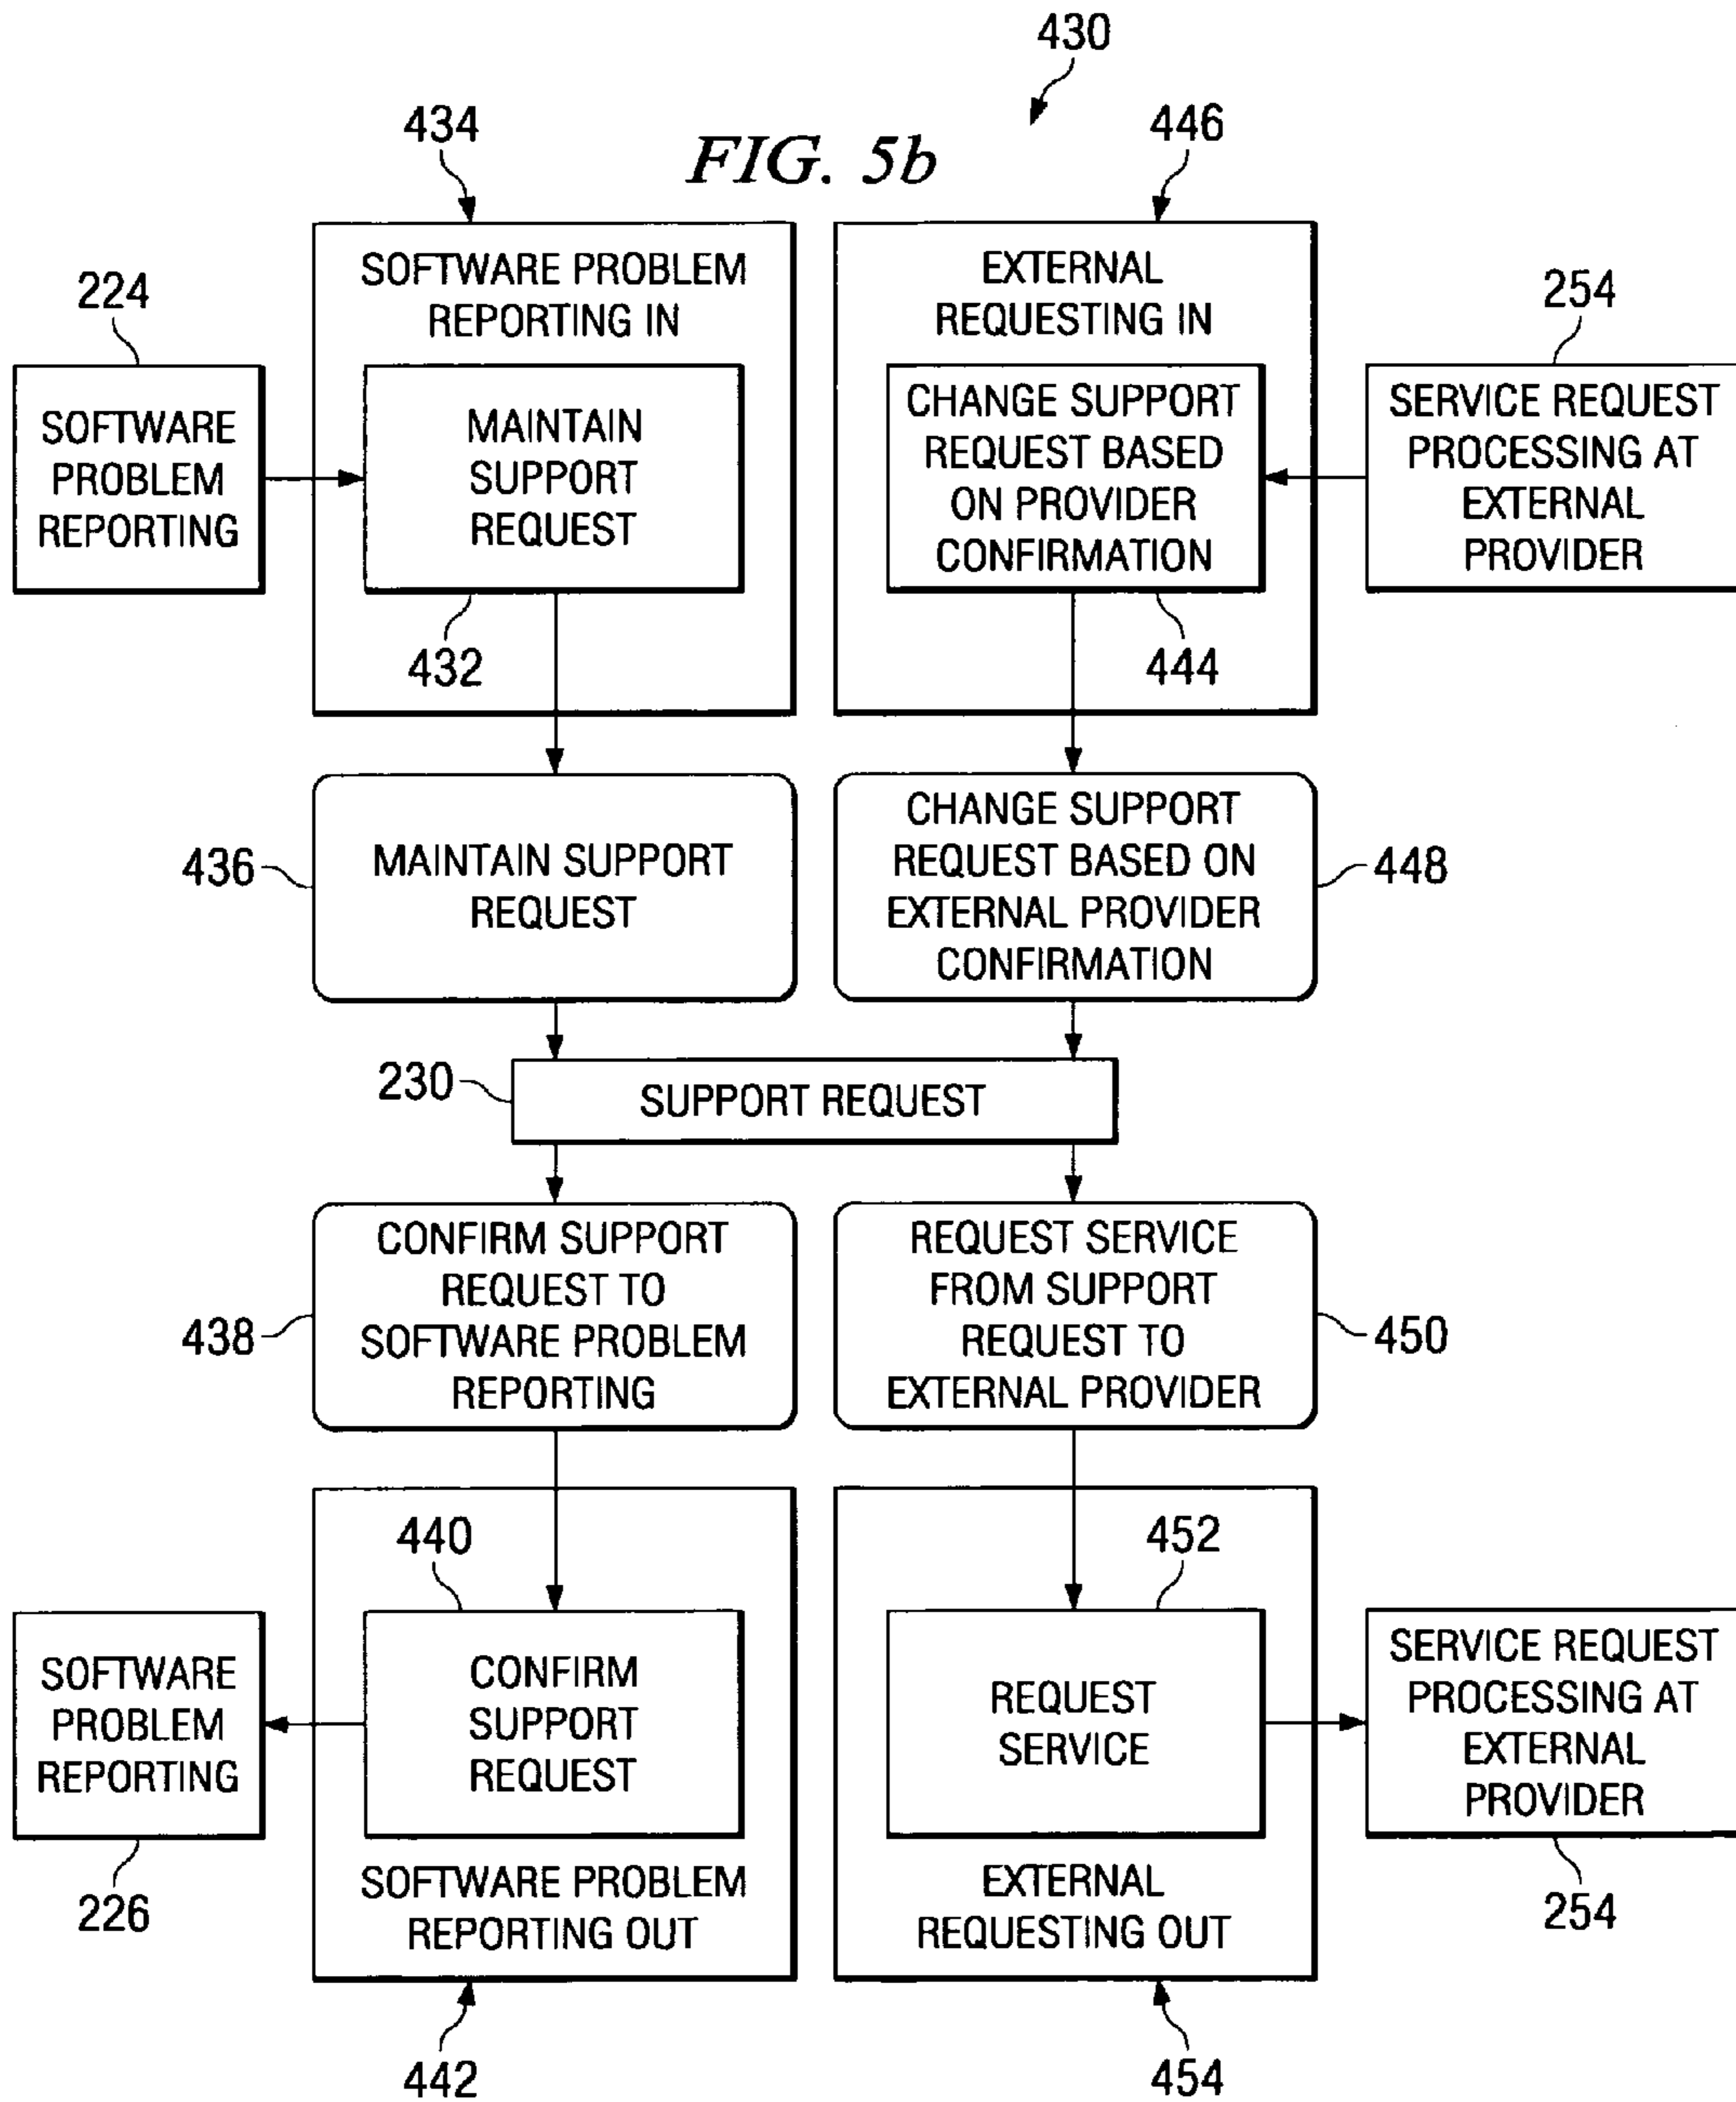 430
434
446
FIG. 5b
SOFTWARE PROBLEM
REPORTING IN
EXTERNAL
REQUESTING IN
224
254
SOFTWARE
PROBLEM
REPORTING
MAINTAIN
SUPPORT
REQUEST
CHANGE SUPPORT
REQUEST BASED
ON PROVIDER
CONFIRMATION
SERVICE REQUEST
PROCESSING AT
EXTERNAL
PROVIDER
432
444
436
MAINTAIN SUPPORT
REQUEST
CHANGE SUPPORT
REQUEST BASED ON
EXTERNAL PROVIDER
CONFIRMATION
448
230
SUPPORT REQUEST
438
CONFIRM SUPPORT
REQUEST TO
SOFTWARE PROBLEM
REPORTING
REQUEST SERVICE
FROM SUPPORT
REQUEST TO
EXTERNAL PROVIDER
450
440
452
SOFTWARE
PROBLEM
REPORTING
CONFIRM
SUPPORT
REQUEST
REQUEST
SERVICE
SERVICE REQUEST
PROCESSING AT
EXTERNAL
PROVIDER
226
SOFTWARE PROBLEM
REPORTING OUT
EXTERNAL
REQUESTING OUT
254
442
454